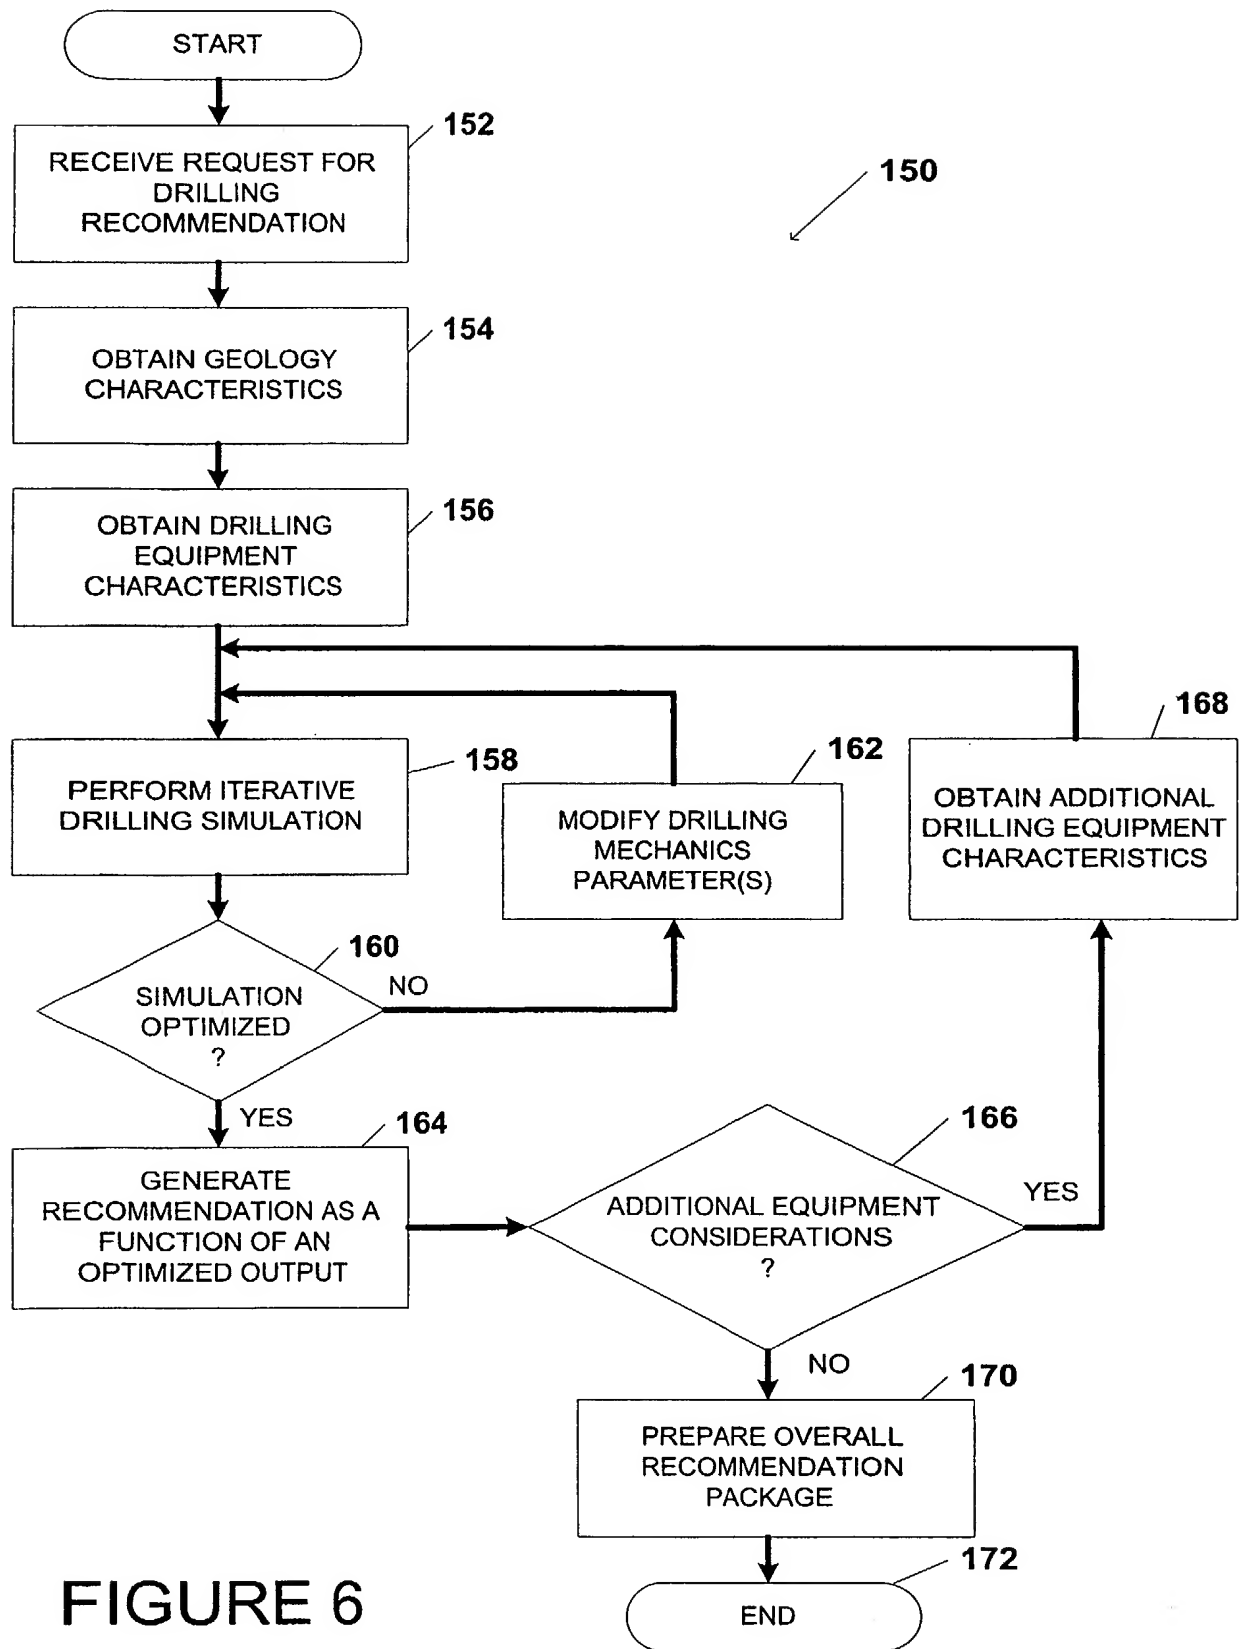 START
152
RECEIVE REQUEST FOR
DRILLING
RECOMMENDATION
150
154
OBTAIN GEOLOGY
CHARACTERISTICS
156
OBTAIN DRILLING
EQUIPMENT
CHARACTERISTICS
158
PERFORM ITERATIVE
DRILLING SIMULATION
162
MODIFY DRILLING
MECHANICS
PARAMETER(S)
168
OBTAIN ADDITIONAL
DRILLING EQUIPMENT
CHARACTERISTICS
160
SIMULATION
OPTIMIZED
?
NO
YES
164
GENERATE
RECOMMENDATION AS A
FUNCTION OF AN
OPTIMIZED OUTPUT
166
ADDITIONAL EQUIPMENT
CONSIDERATIONS
?
YES
NO
170
PREPARE OVERALL
RECOMMENDATION
PACKAGE
172
END
FIGURE 6